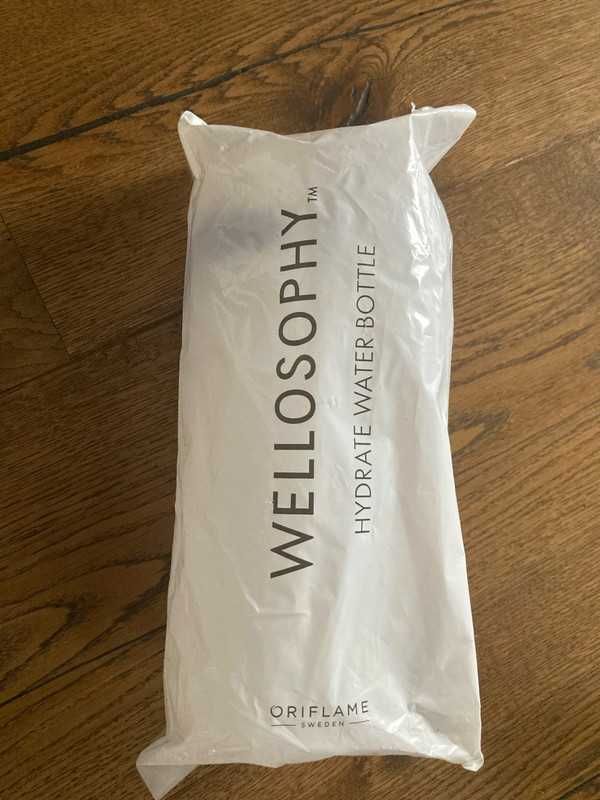 WELLOSOPHY™
HYDRATE WATER BOTTLE
ORIFLAME
SWEDEN